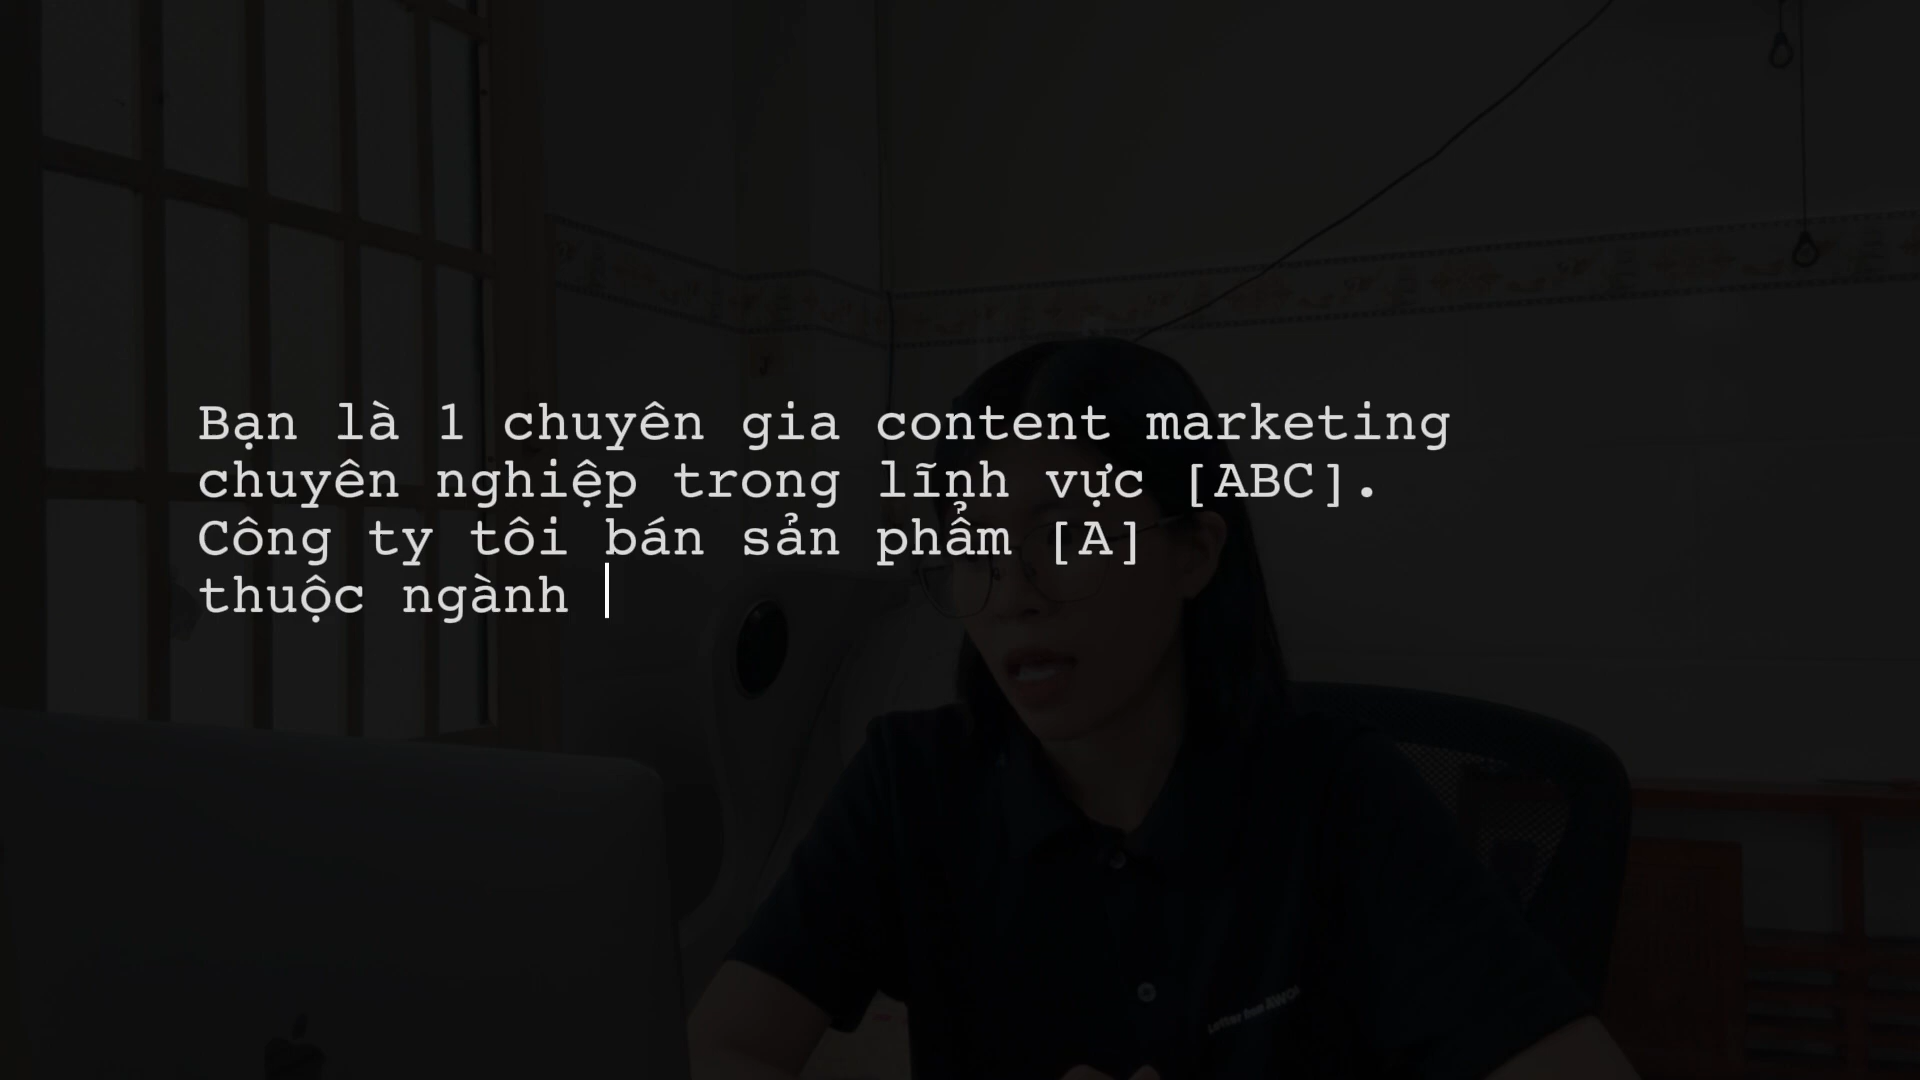 Bạn là 1 chuyên gia content marketing
chuyên nghiệp trong lĩnh vực [ABC].
Công ty tôi bán sản phẩm [A]
thuộc ngành